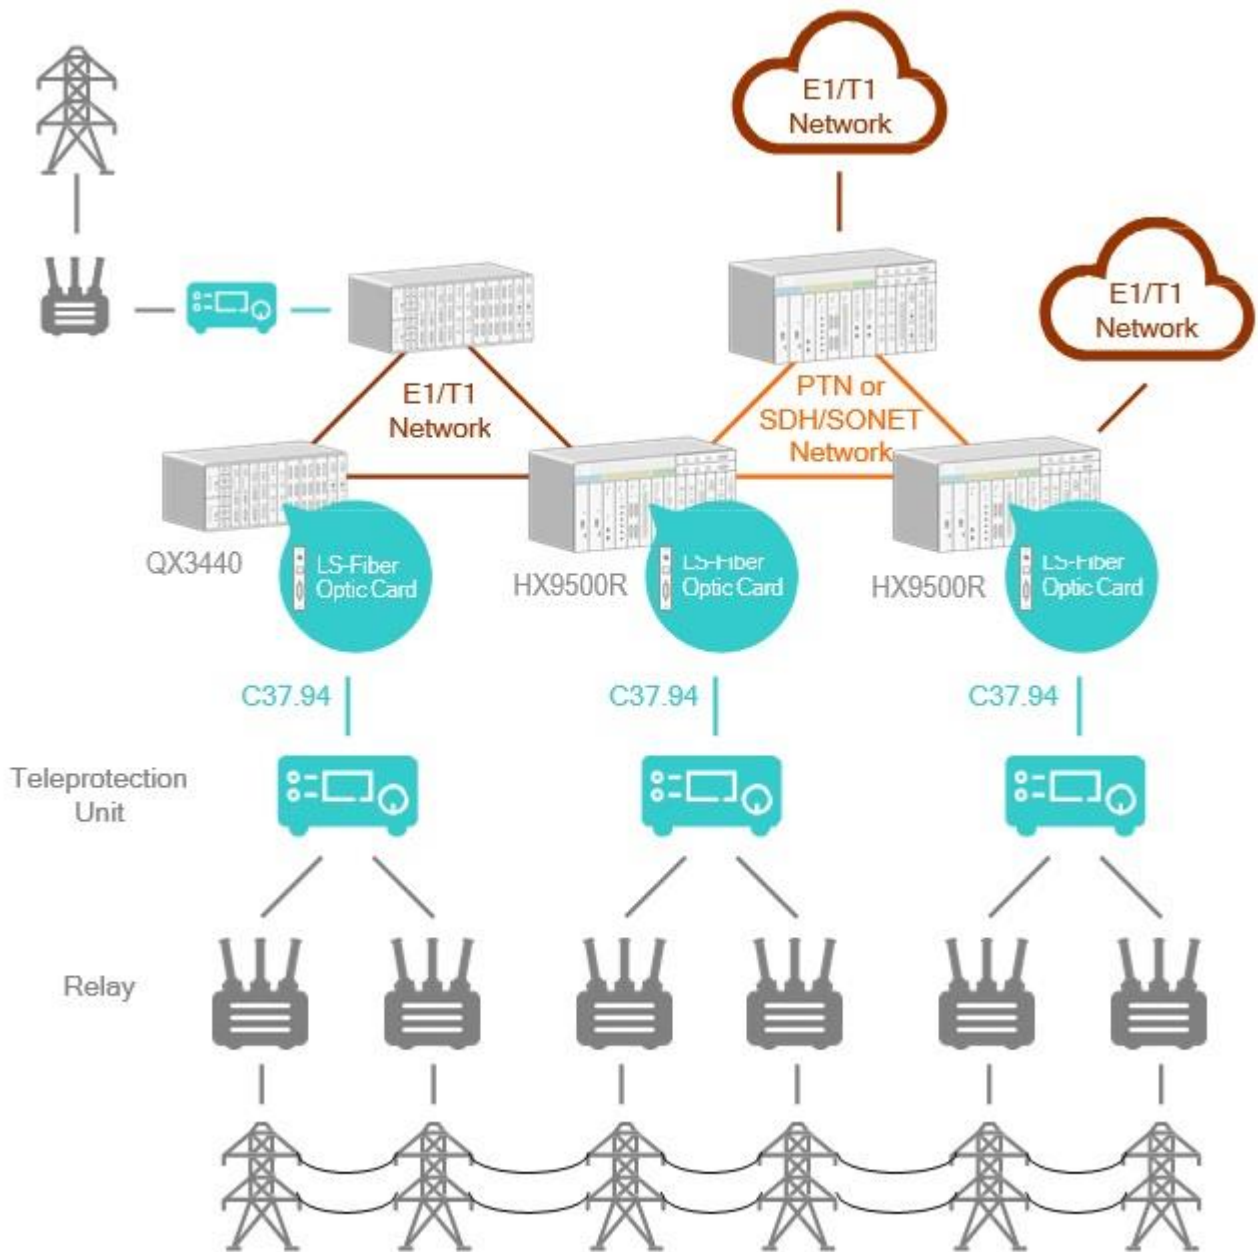 E1/T1
Network
E1/T1
Network
E1/T1
Network
PTN or
SDH/SONET
Network
QX3440
LS-Fiber
Optic Card
HX9500R
LS-Fiber
Optic Card
HX9500R
LS-Fiber
Optic Card
C37.94
C37.94
C37.94
Teleprotection
Unit
Relay